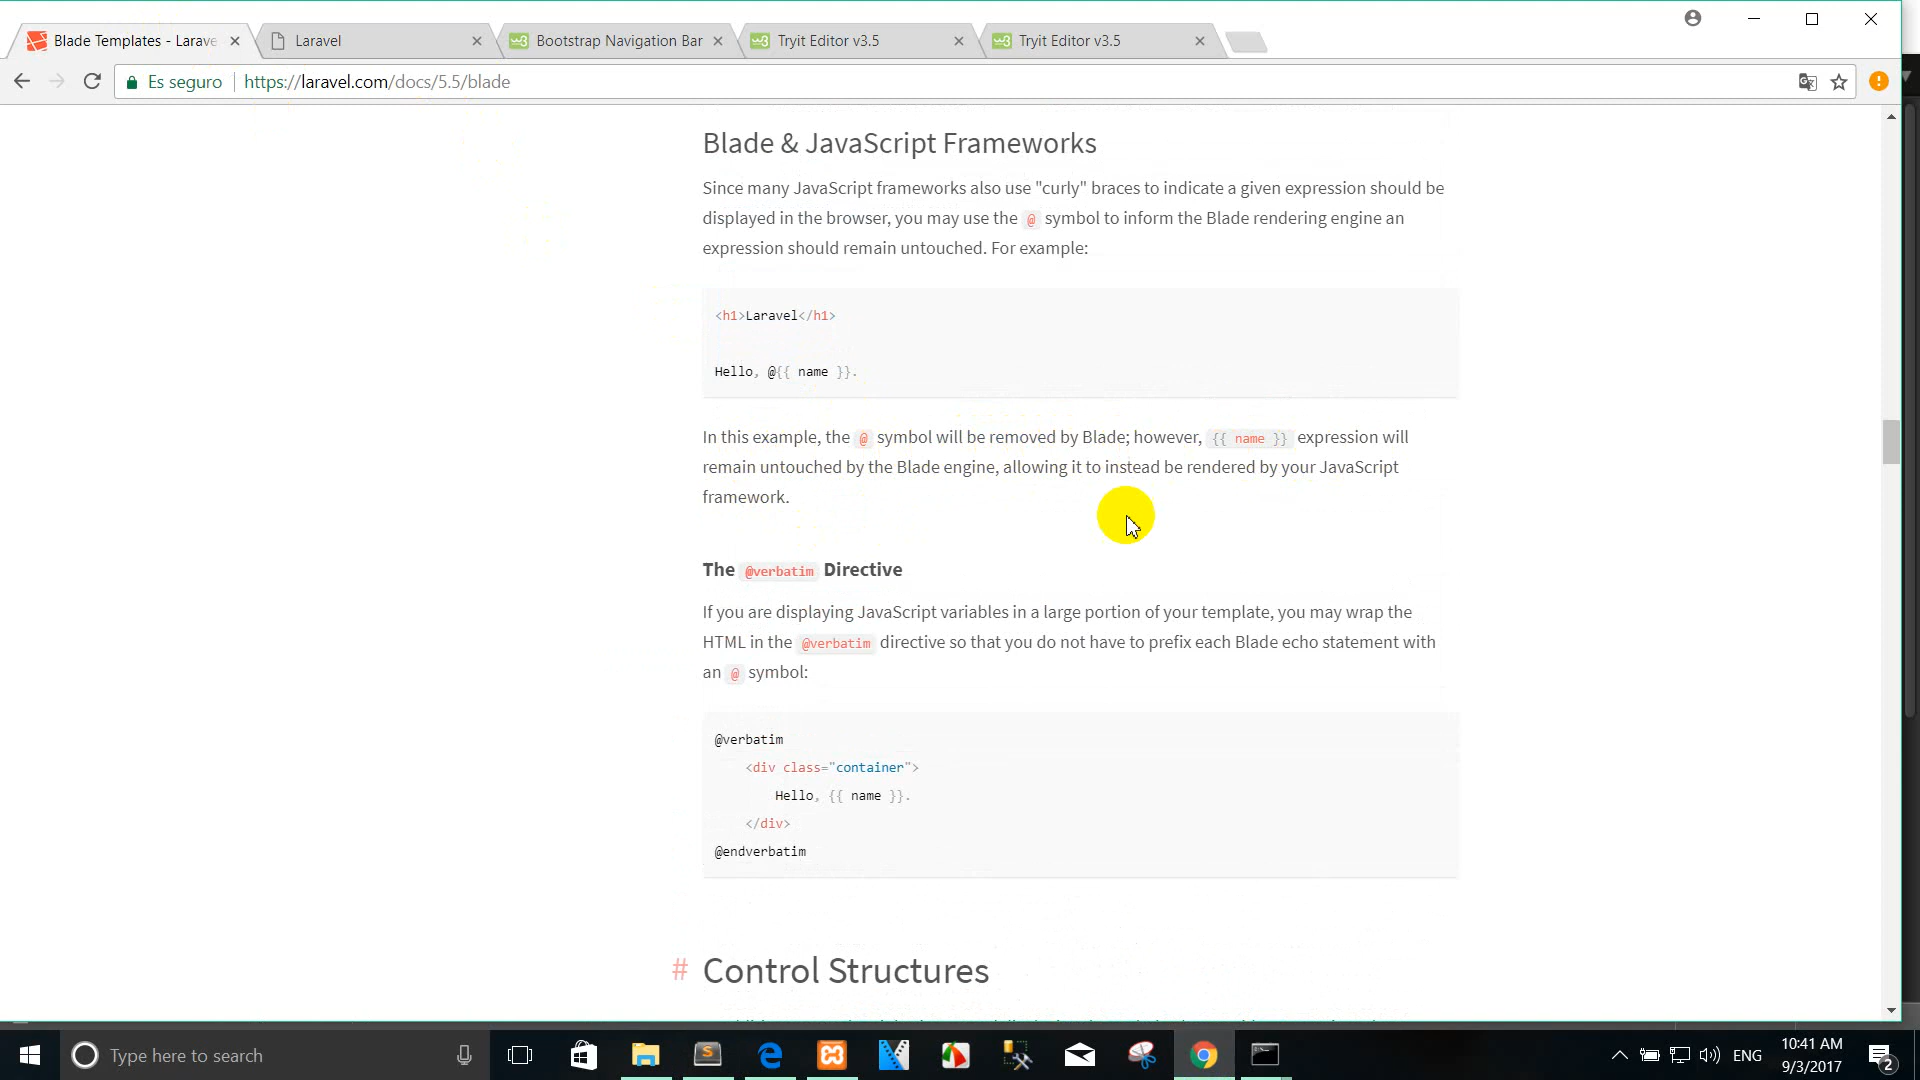 Blade Templates - Larave
Laravel
Bootstrap Navigation Bar
Tryit Editor v3.5
Tryit Editor v3.5
Es seguro
https://laravel.com/docs/5.5/blade
Blade & JavaScript Frameworks
Since many JavaScript frameworks also use "curly" braces to indicate a given expression should be
displayed in the browser, you may use the @ symbol to inform the Blade rendering engine an
expression should remain untouched. For example:
<h1>Laravel</h1>
Hello, @{{ name }}.
In this example, the @ symbol will be removed by Blade; however, {{ name }} expression will
remain untouched by the Blade engine, allowing it to instead be rendered by your JavaScript
framework.
The @verbatim Directive
If you are displaying JavaScript variables in a large portion of your template, you may wrap the
HTML in the @verbatim directive so that you do not have to prefix each Blade echo statement with
an @ symbol:
@verbatim
<div class="container">
Hello, {{ name }}.
</div>
@endverbatim
# Control Structures
Type here to search
ENG
10:41 AM
9/3/2017
2